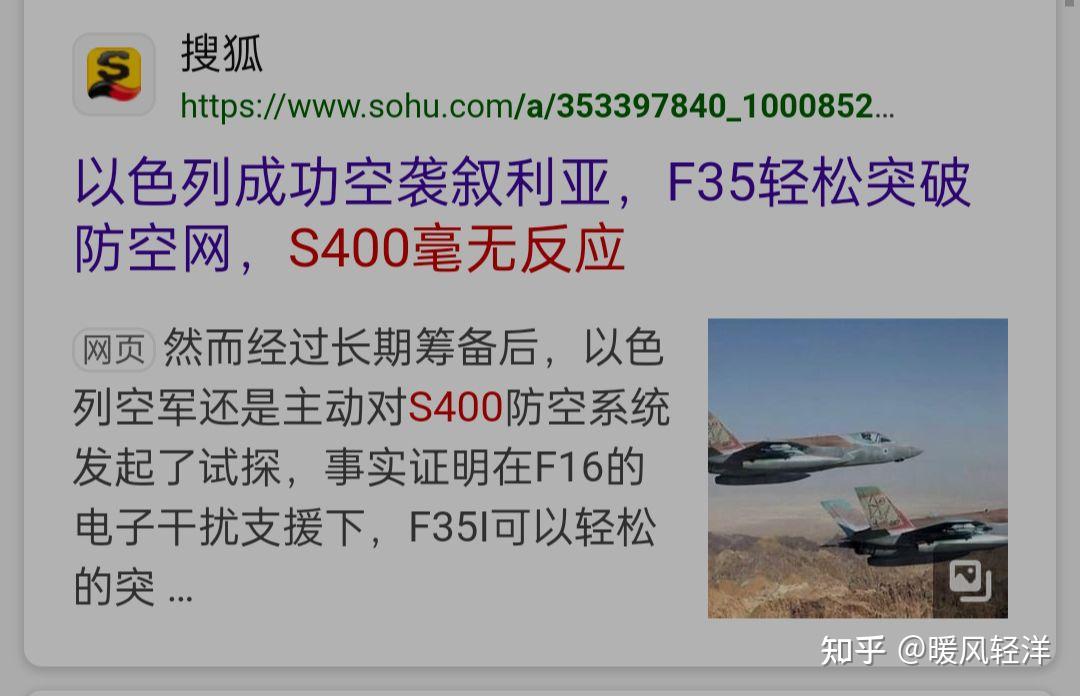 搜狐
https://www.sohu.com/a/353397840_1000852...
以色列成功空袭叙利亚，F35轻松突破
防空网，S400毫无反应
网页 然而经过长期筹备后，以色
列空军还是主动对S400防空系统
发起了试探，事实证明在F16的
电子干扰支援下，F35I可以轻松
的突 ...
知乎 @暖风轻洋